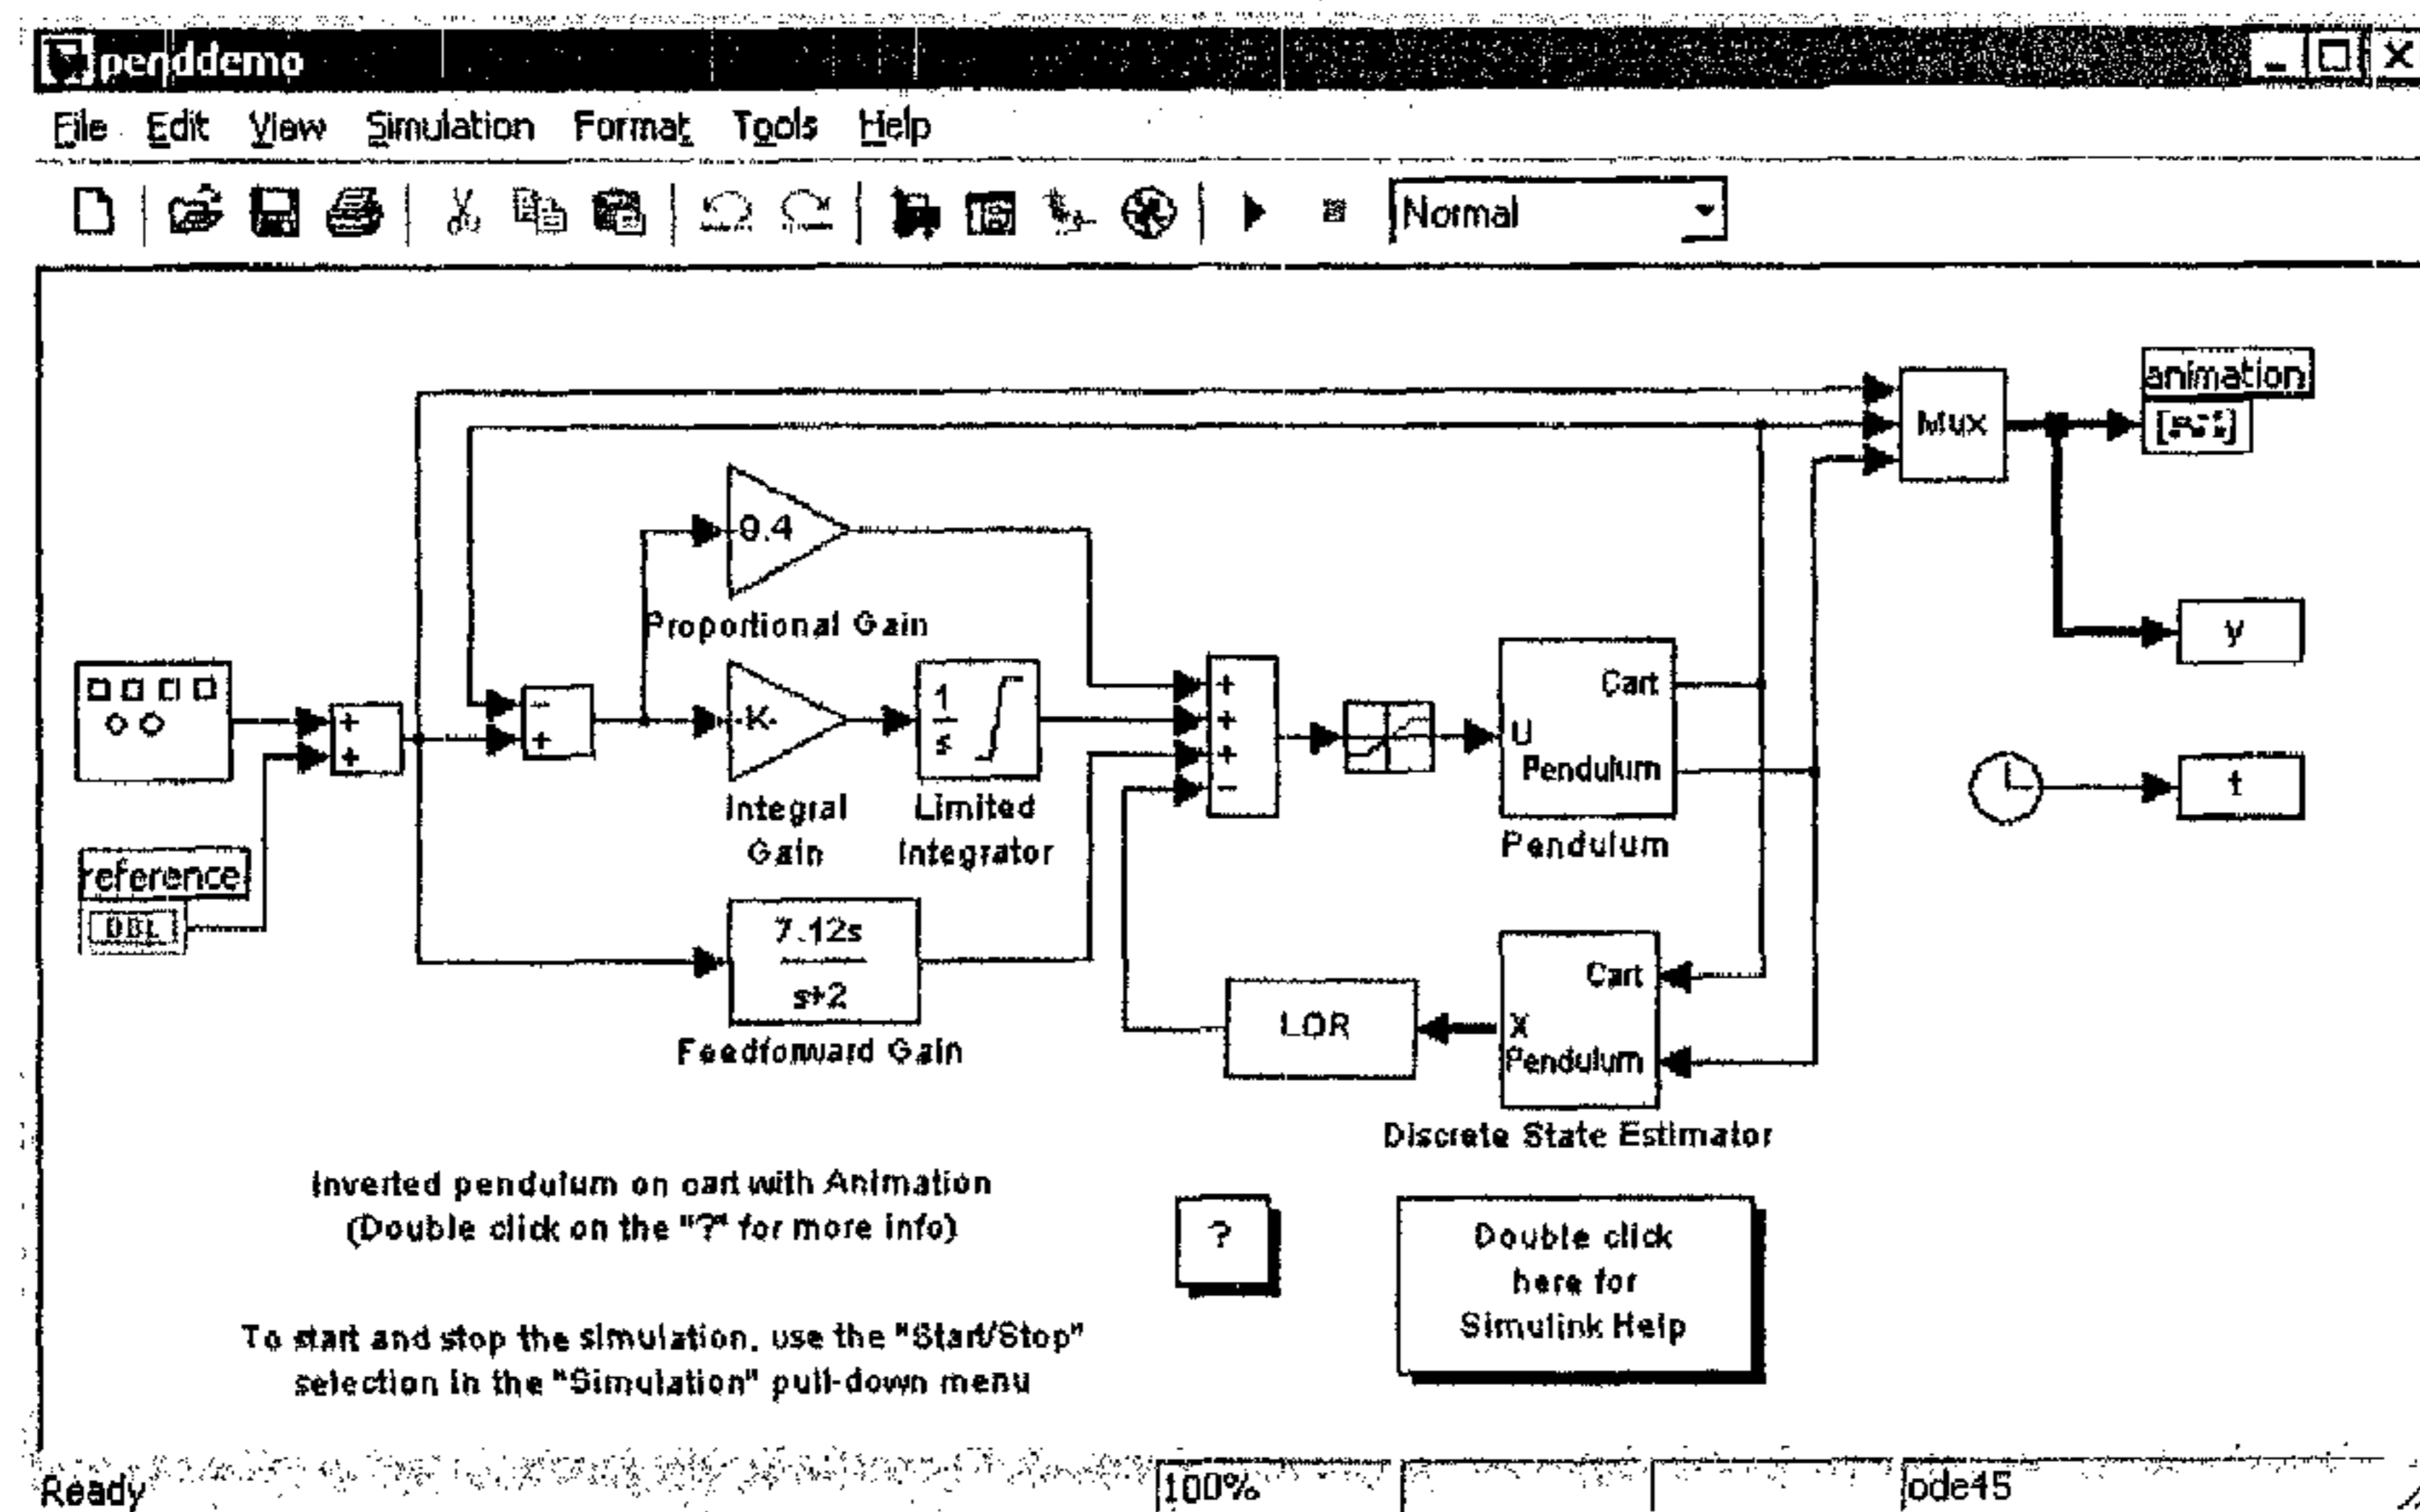 penddemo
File Edit View Simulation Format Tools Help
Normal
animation
Mux
0.4
Proportional Gain
y
Cart
+
+
-
+
-K-
1
s
+
+
+
-
U
Pendulum
t
Integral
Gain
Limited
Integrator
Pendulum
reference
DBL
7.12s
s+2
Feedforward Gain
LQR
Cart
X
Pendulum
Discrete State Estimator
Inverted pendulum on cart with Animation
(Double click on the "?" for more info)
?
Double click
here for
Simulink Help
To start and stop the simulation, use the "Start/Stop"
selection in the "Simulation" pull-down menu
Ready
100%
ode45